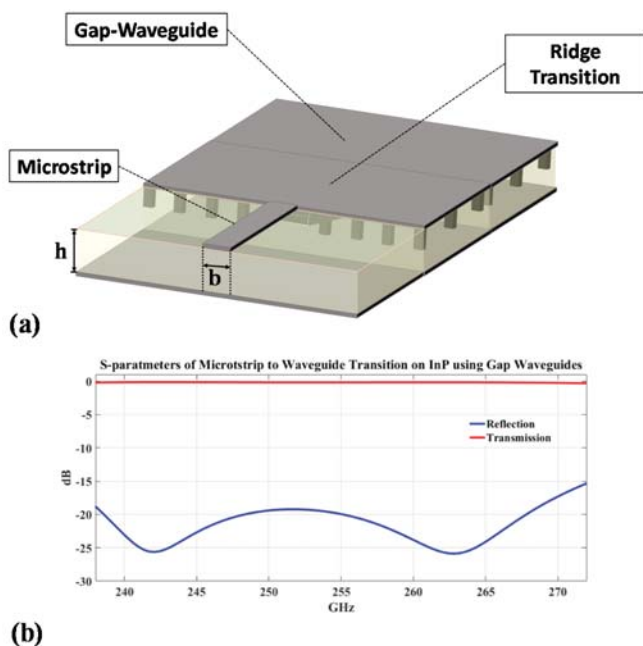 Gap-Waveguide
Ridge
Transition
Microstrip
h
b
(a)
S-paratmeters of Microtstrip to Waveguide Transition on InP using Gap Waveguides
0
-5
-10
-15
-20
-25
-30
dB
Reflection
Transmission
240 245 250 255 260 265 270
GHz
(b)